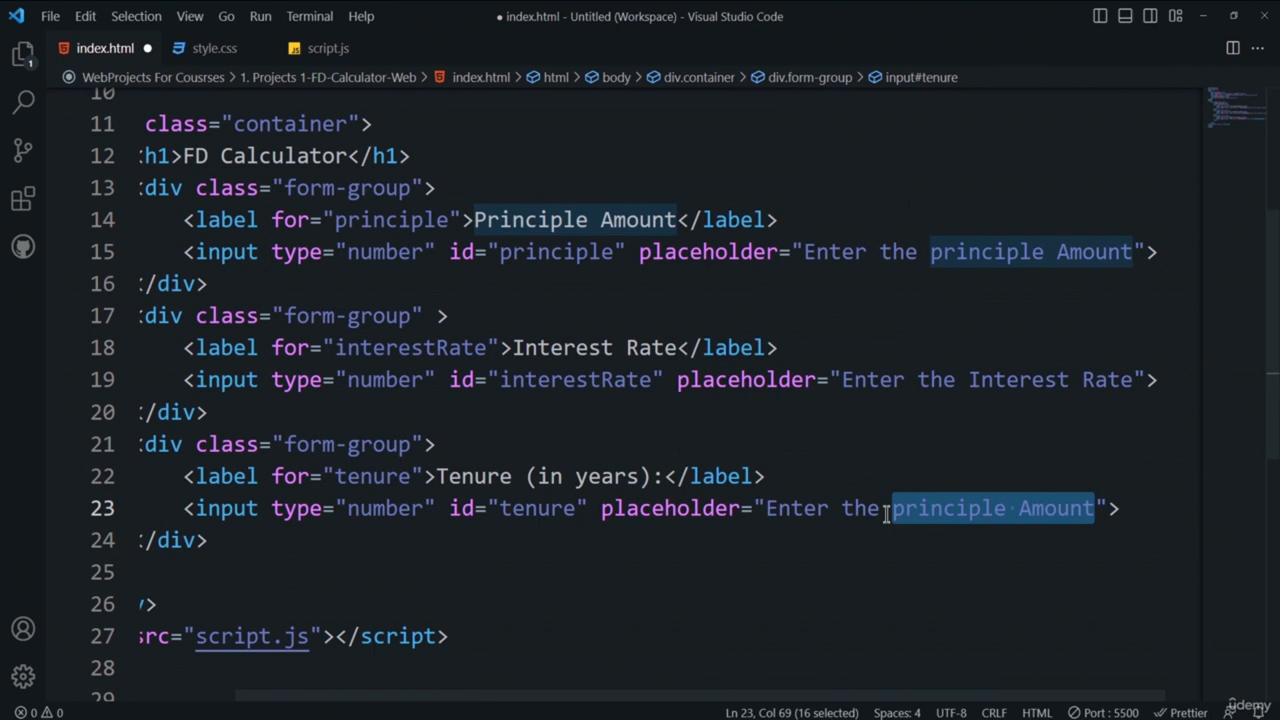 File Edit Selection View Go Run Terminal Help
● index.html - Untitled (Workspace) - Visual Studio Code
index.html ● style.css JS script.js
WebProjects For Cousrses > 1. Projects 1-FD-Calculator-Web > index.html > html > body > div.container > div.form-group > input#tenure
1
10
11 class="container">
12 h1>FD Calculator</h1>
13 div class="form-group">
14 <label for="principle">Principle Amount</label>
15 <input type="number" id="principle" placeholder="Enter the principle Amount">
16 /div>
17 div class="form-group" >
18 <label for="interestRate">Interest Rate</label>
19 <input type="number" id="interestRate" placeholder="Enter the Interest Rate">
20 /div>
21 div class="form-group">
22 <label for="tenure">Tenure (in years):</label>
23 <input type="number" id="tenure" placeholder="Enter the principle Amount">
24 /div>
25
26 >
27 src="script.js"></script>
28
29
0 0 Ln 23, Col 69 (16 selected) Spaces: 4 UTF-8 CRLF HTML Port : 5500 Prettier
udemy